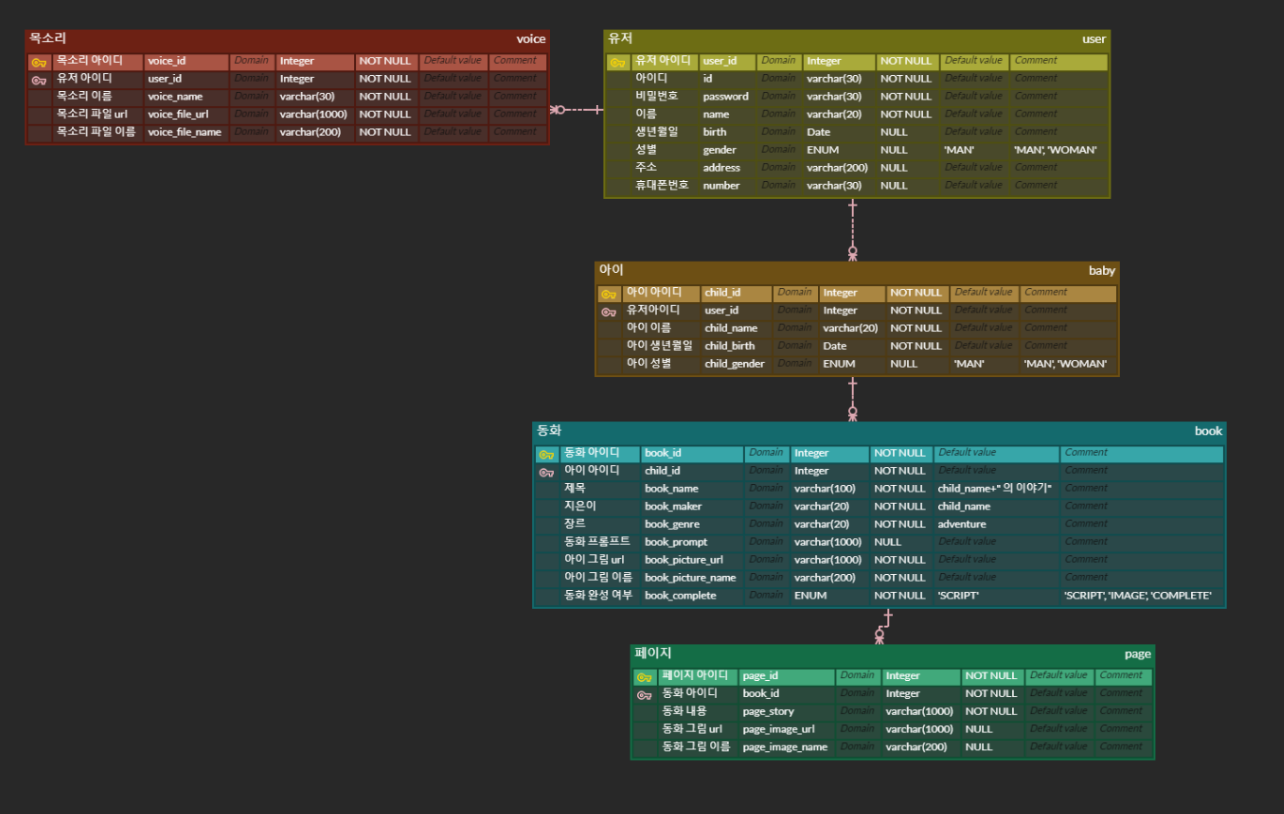 목소리 voice
목소리 아이디 voice_id Domain Integer NOT NULL Default value Comment
유저 아이디 user_id Domain Integer NOT NULL Default value Comment
목소리 이름 voice_name Domain varchar(30) NOT NULL Default value Comment
목소리 파일 url voice_file_url Domain varchar(1000) NOT NULL Default value Comment
목소리 파일 이름 voice_file_name Domain varchar(200) NOT NULL Default value Comment
유저 user
유저 아이디 user_id Domain Integer NOT NULL Default value Comment
아이디 id Domain varchar(30) NOT NULL Default value Comment
비밀번호 password Domain varchar(30) NOT NULL Default value Comment
이름 name Domain varchar(20) NOT NULL Default value Comment
생년월일 birth Domain Date NULL Default value Comment
성별 gender Domain ENUM NULL 'MAN' 'MAN', 'WOMAN'
주소 address Domain varchar(200) NULL Default value Comment
휴대폰번호 number Domain varchar(30) NULL Default value Comment
아이 baby
아이 아이디 child_id Domain Integer NOT NULL Default value Comment
유저아이디 user_id Domain Integer NOT NULL Default value Comment
아이 이름 child_name Domain varchar(20) NOT NULL Default value Comment
아이 생년월일 child_birth Domain Date NOT NULL Default value Comment
아이 성별 child_gender Domain ENUM NULL 'MAN' 'MAN', 'WOMAN'
동화 book
동화 아이디 book_id Domain Integer NOT NULL Default value Comment
아이 아이디 child_id Domain Integer NOT NULL Default value Comment
제목 book_name Domain varchar(100) NOT NULL child_name+" 의 이야기" Comment
지은이 book_maker Domain varchar(20) NOT NULL child_name Comment
장르 book_genre Domain varchar(20) NOT NULL adventure Comment
동화 프롬프트 book_prompt Domain varchar(1000) NULL Default value Comment
아이 그림 url book_picture_url Domain varchar(1000) NOT NULL Default value Comment
아이 그림 이름 book_picture_name Domain varchar(200) NOT NULL Default value Comment
동화 완성 여부 book_complete Domain ENUM NOT NULL 'SCRIPT' 'SCRIPT', 'IMAGE', 'COMPLETE'
페이지 page
페이지 아이디 page_id Domain Integer NOT NULL Default value Comment
동화 아이디 book_id Domain Integer NOT NULL Default value Comment
동화 내용 page_story Domain varchar(1000) NOT NULL Default value Comment
동화 그림 url page_image_url Domain varchar(1000) NULL Default value Comment
동화 그림 이름 page_image_name Domain varchar(200) NULL Default value Comment